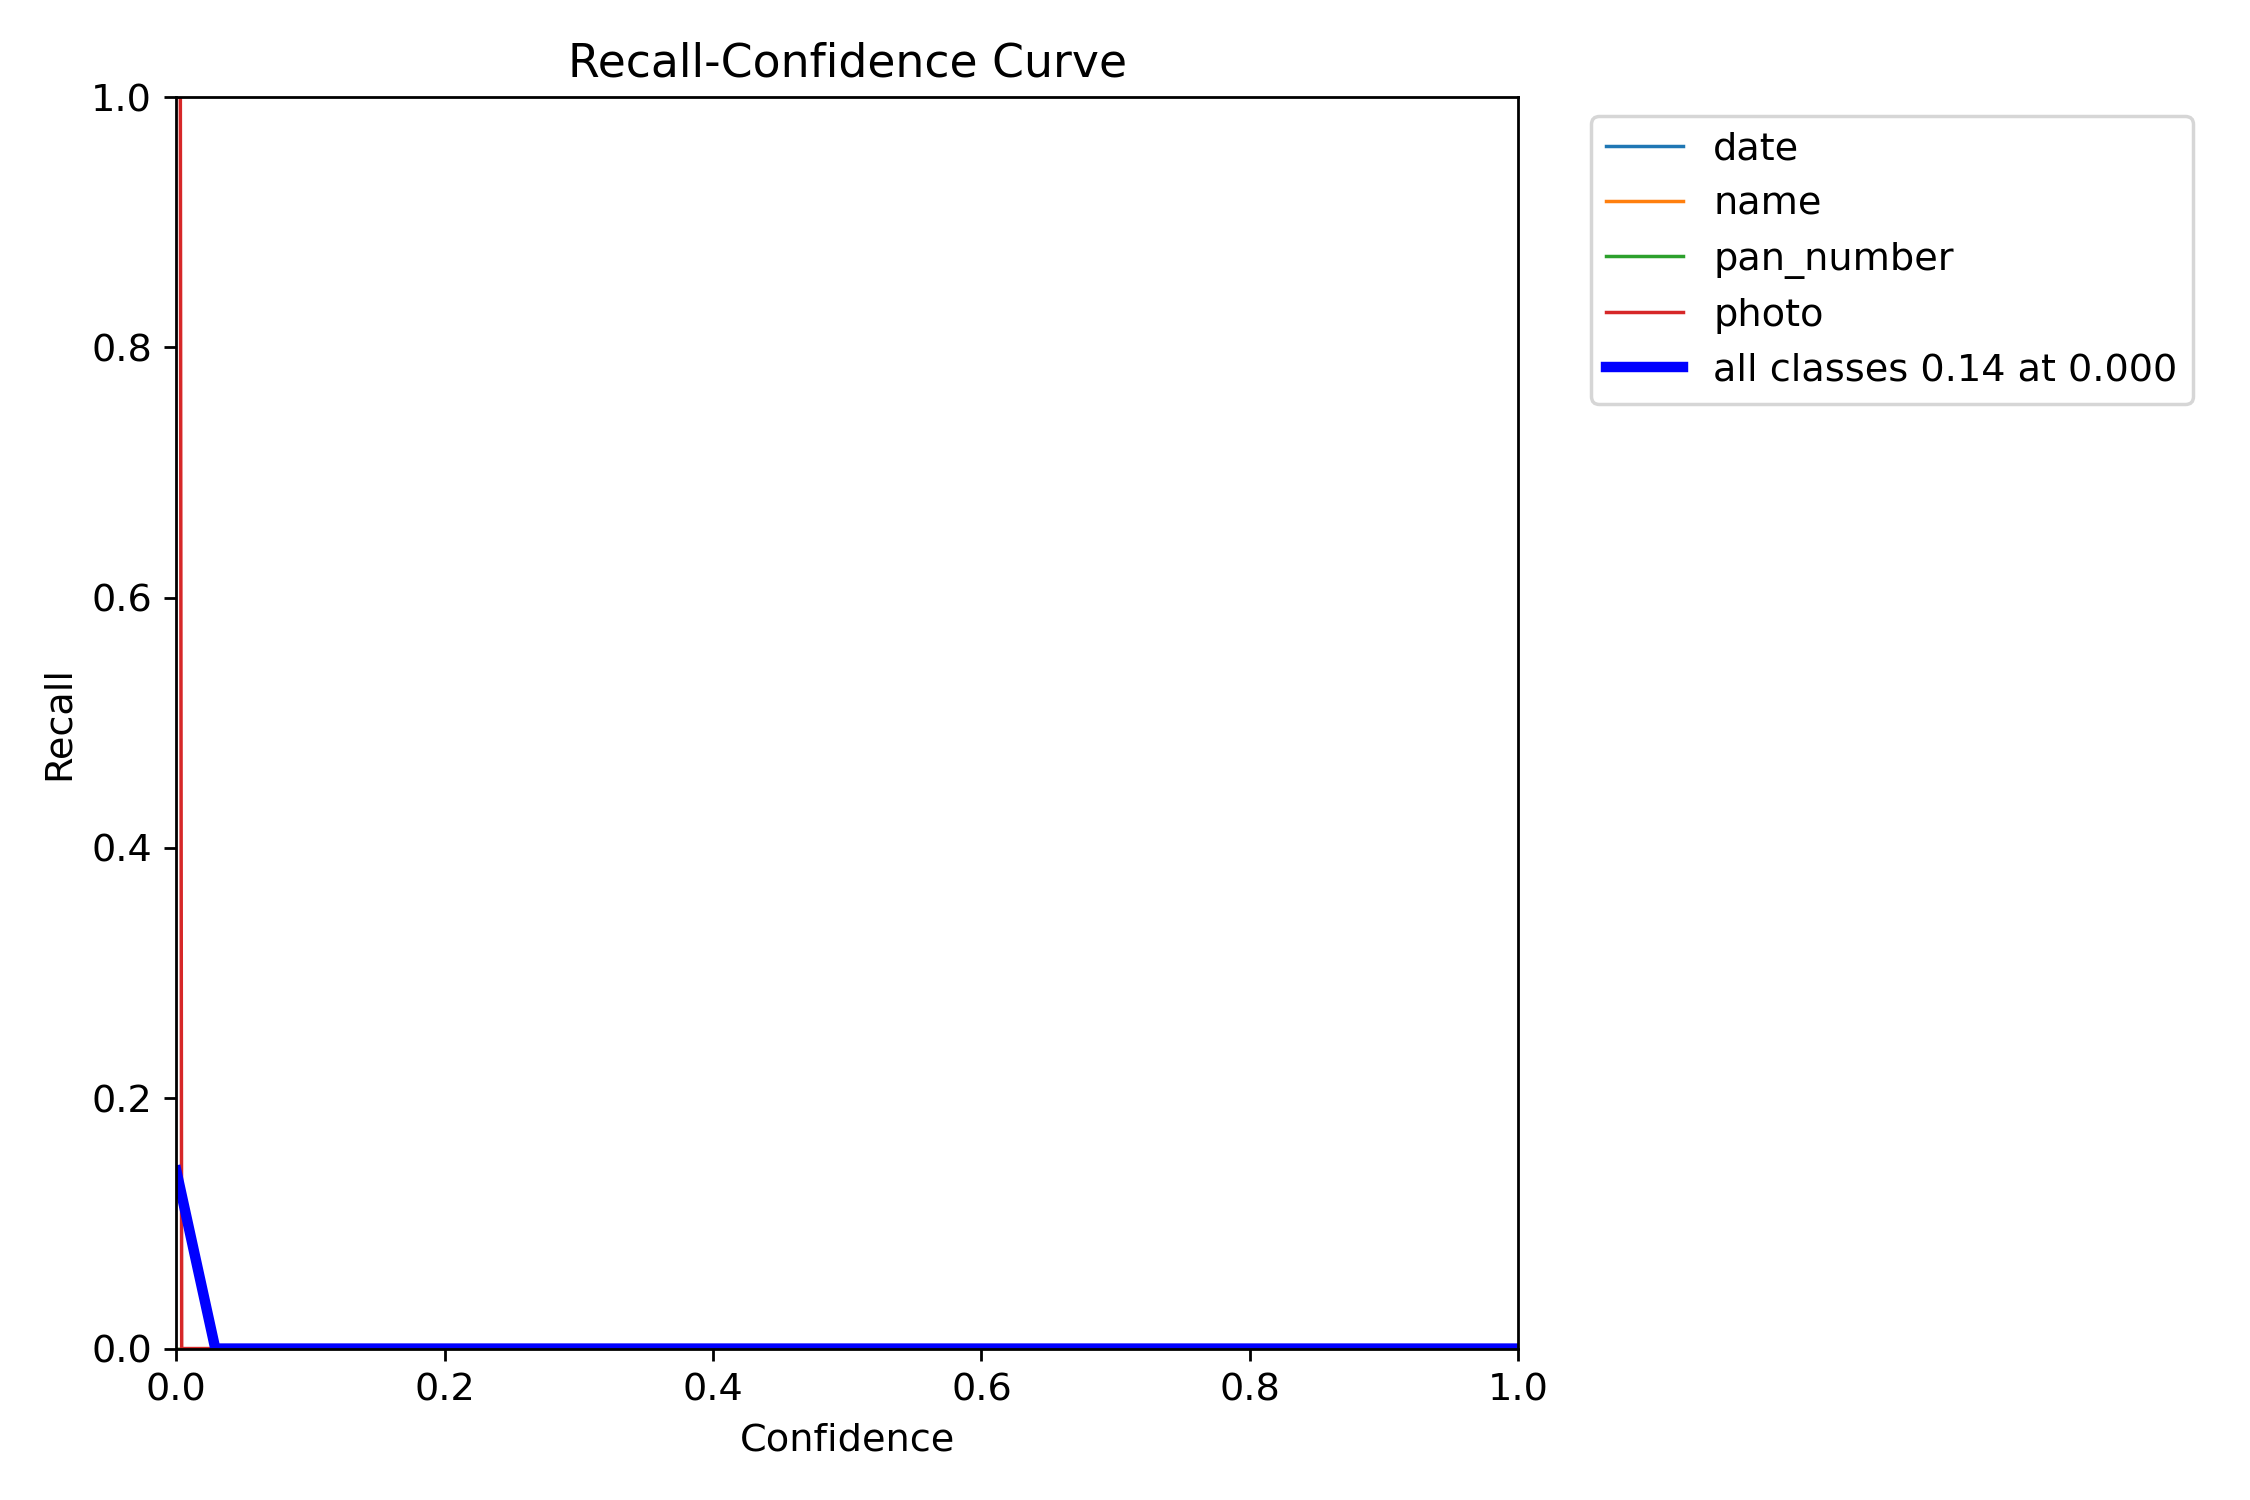 Recall-Confidence Curve
1.0
0.8
0.6
0.4
0.2
0.0
Recall
0.0 0.2 0.4 0.6 0.8 1.0
Confidence
date
name
pan_number
photo
all classes 0.14 at 0.000